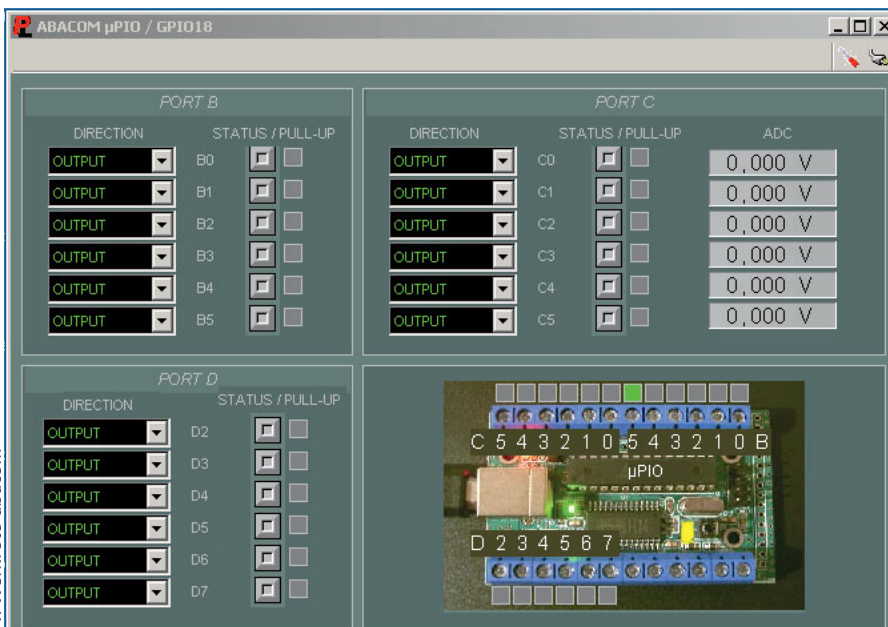 ABACOM µPIO / GPIO18
PORT B
DIRECTION STATUS / PULL-UP
OUTPUT B0
OUTPUT B1
OUTPUT B2
OUTPUT B3
OUTPUT B4
OUTPUT B5
PORT C
DIRECTION STATUS / PULL-UP ADC
OUTPUT C0 0,000 V
OUTPUT C1 0,000 V
OUTPUT C2 0,000 V
OUTPUT C3 0,000 V
OUTPUT C4 0,000 V
OUTPUT C5 0,000 V
PORT D
DIRECTION STATUS / PULL-UP
OUTPUT D2
OUTPUT D3
OUTPUT D4
OUTPUT D5
OUTPUT D6
OUTPUT D7
C 5 4 3 2 1 0 5 4 3 2 1 0 B
µPIO
D 2 3 4 5 6 7